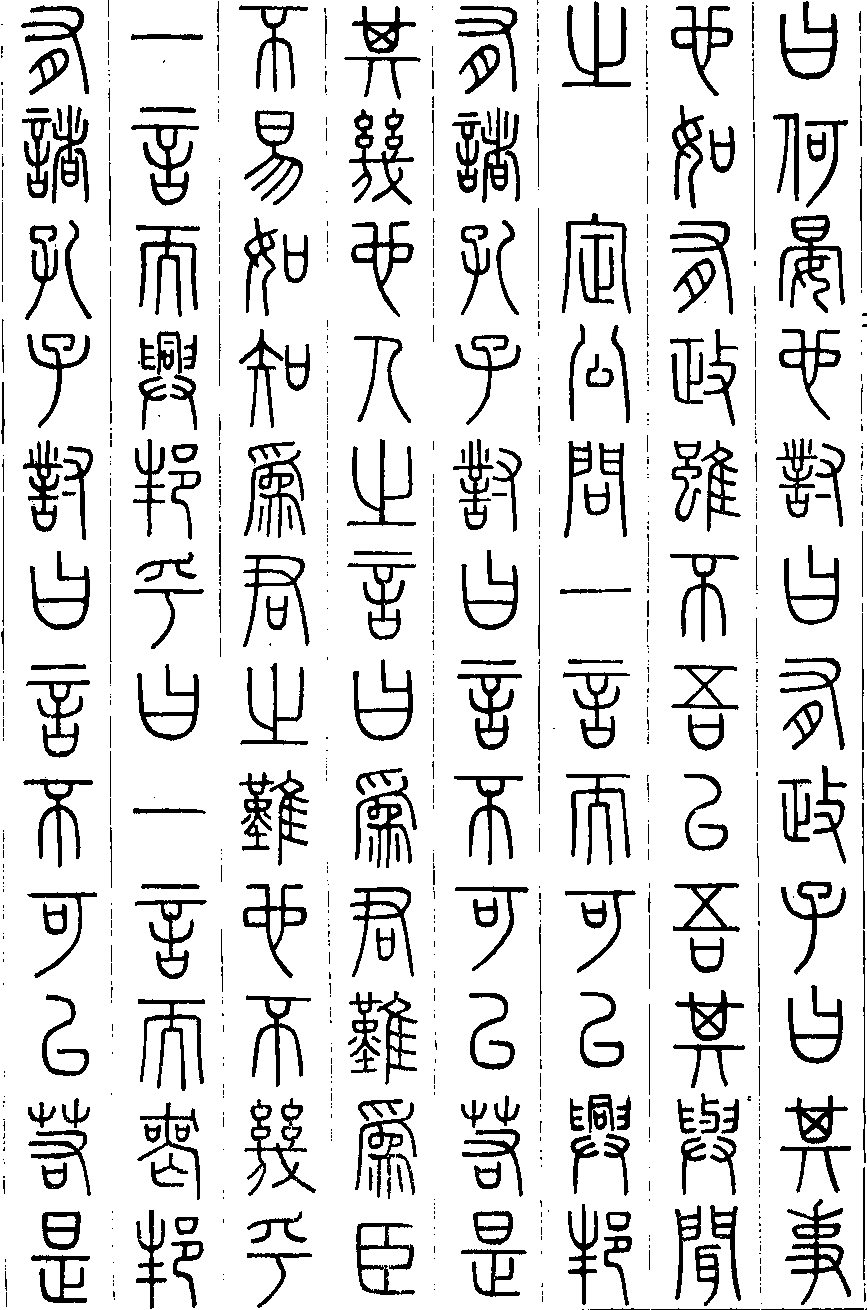 曰何晏也對曰有政子曰其事
也如有政雖不吾以吾其與聞
之　定公問一言而可以興邦
有諸孔子對曰言不可以若是
其幾也人之言曰爲君難爲臣
不易如知爲君之難也不幾乎
一言而興邦乎曰一言而喪邦
有諸孔子對曰言不可以若是